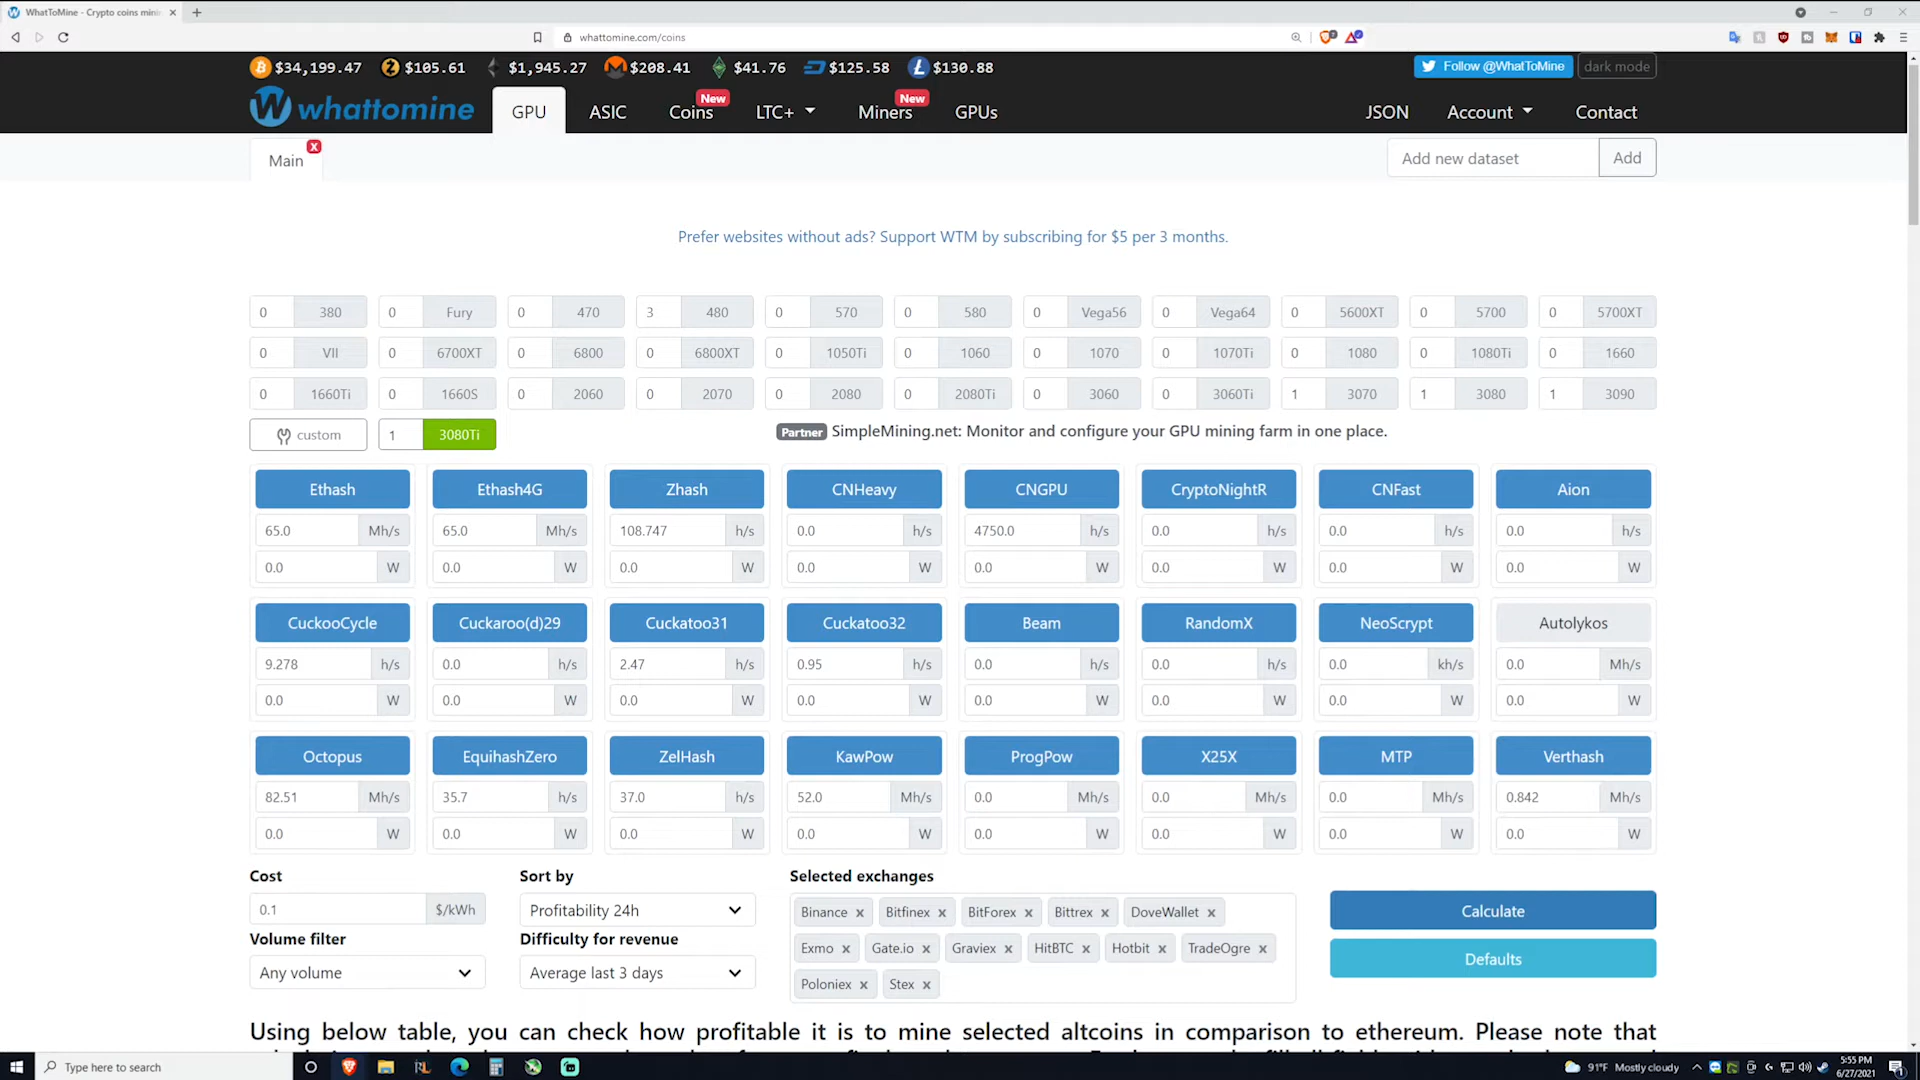 WhatToMine - Crypto coins mini
whattomine.com/coins
$34,199.47 $105.61 $1,945.27 $208.41 $41.76 $125.58 $130.88
Follow @WhatToMine dark mode
whattomine GPU ASIC Coins New LTC+ Miners New GPUs JSON Account Contact
Main x Add new dataset Add
Prefer websites without ads? Support WTM by subscribing for $5 per 3 months.
0 380 0 Fury 0 470 3 480 0 570 0 580 0 Vega56 0 Vega64 0 5600XT 0 5700 0 5700XT
0 VII 0 6700XT 0 6800 0 6800XT 0 1050Ti 0 1060 0 1070 0 1070Ti 0 1080 0 1080Ti 0 1660
0 1660Ti 0 1660S 0 2060 0 2070 0 2080 0 2080Ti 0 3060 0 3060Ti 1 3070 1 3080 1 3090
custom 1 3080Ti Partner SimpleMining.net: Monitor and configure your GPU mining farm in one place.
Ethash Ethash4G Zhash CNHeavy CNGPU CryptoNightR CNFast Aion
65.0 Mh/s 65.0 Mh/s 108.747 h/s 0.0 h/s 4750.0 h/s 0.0 h/s 0.0 h/s 0.0 h/s
0.0 W 0.0 W 0.0 W 0.0 W 0.0 W 0.0 W 0.0 W 0.0 W
CuckooCycle Cuckaroo(d)29 Cuckatoo31 Cuckatoo32 Beam RandomX NeoScrypt Autolykos
9.278 h/s 0.0 h/s 2.47 h/s 0.95 h/s 0.0 h/s 0.0 h/s 0.0 kh/s 0.0 Mh/s
0.0 W 0.0 W 0.0 W 0.0 W 0.0 W 0.0 W 0.0 W 0.0 W
Octopus EquihashZero ZelHash KawPow ProgPow X25X MTP Verthash
82.51 Mh/s 35.7 h/s 37.0 h/s 52.0 Mh/s 0.0 Mh/s 0.0 Mh/s 0.0 Mh/s 0.842 Mh/s
0.0 W 0.0 W 0.0 W 0.0 W 0.0 W 0.0 W 0.0 W 0.0 W
Cost Sort by Selected exchanges
0.1 $/kWh Profitability 24h Binance × Bitfinex × BitForex × Bittrex × DoveWallet × Calculate
Volume filter Difficulty for revenue Exmo × Gate.io × Graviex × HitBTC × Hotbit × TradeOgre × Defaults
Any volume Average last 3 days Poloniex × Stex ×
Using below table, you can check how profitable it is to mine selected altcoins in comparison to ethereum. Please note that
Type here to search 91°F Mostly cloudy 5:55 PM
6/27/2021